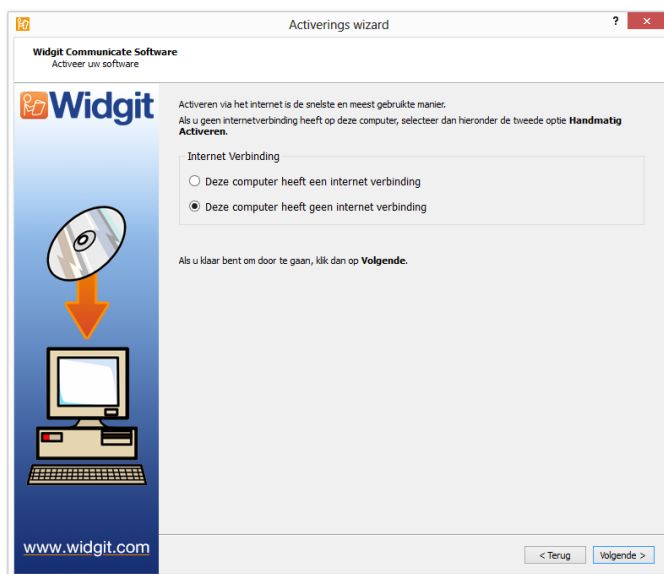 Activerings wizard
?
×
Widgit Communicate Software
Activeer uw software
Widgit
Activeren via het internet is de snelste en meest gebruikte manier.
Als u geen internetverbinding heeft op deze computer, selecteer dan hieronder de tweede optie Handmatig
Activeren.
Internet Verbinding
Deze computer heeft een internet verbinding
Deze computer heeft geen internet verbinding
Als u klaar bent om door te gaan, klik dan op Volgende.
www.widgit.com
< Terug
Volgende >